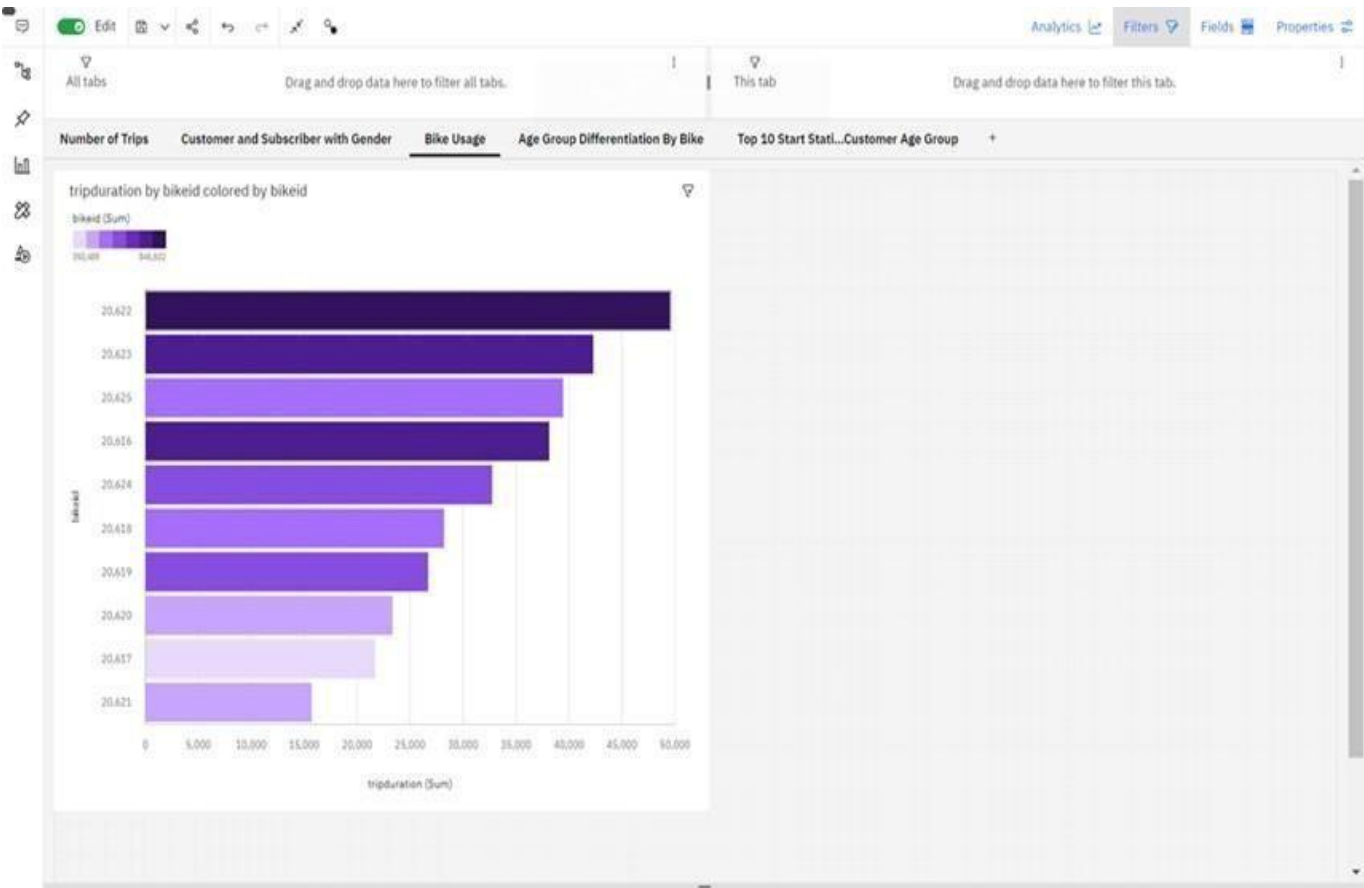 Edit Analytics Filters Fields Properties
All tabs Drag and drop data here to filter all tabs. This tab Drag and drop data here to filter this tab.
Number of Trips Customer and Subscriber with Gender Bike Usage Age Group Differentiation By Bike Top 10 Start Stati...Customer Age Group +
tripduration by bikeid colored by bikeid
bikeid (Sum)
20,622
20,623
20,625
20,616
20,624
20,618
20,619
20,620
20,617
20,621
bikeid
0 5,000 10,000 15,000 20,000 25,000 30,000 35,000 40,000 45,000 50,000
tripduration (Sum)